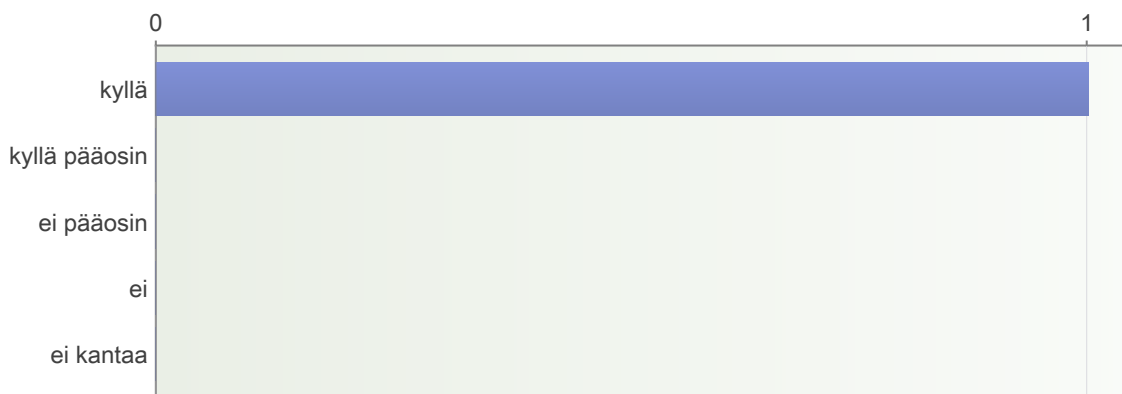 0 1
kyllä
kyllä pääosin
ei pääosin
ei
ei kantaa